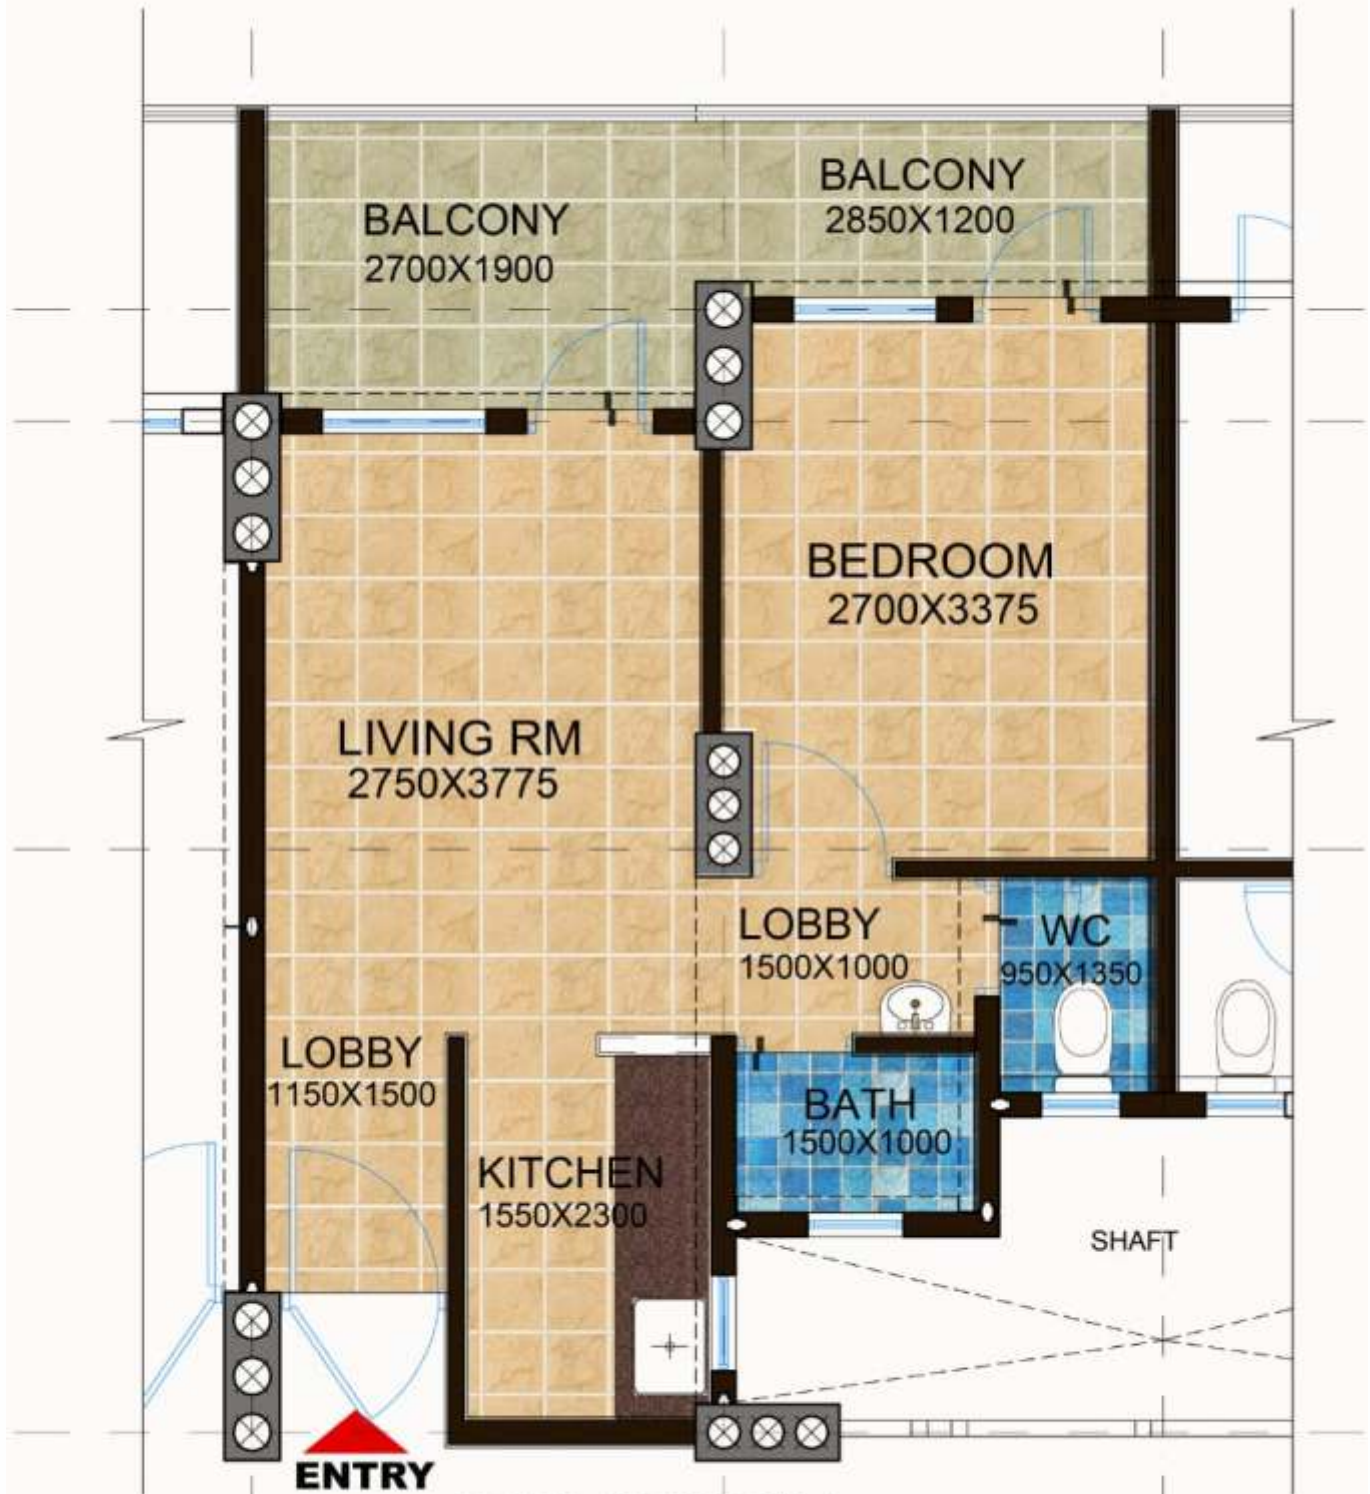 BALCONY
2700X1900
BALCONY
2850X1200
BEDROOM
2700X3375
LIVING RM
2750X3775
LOBBY
1500X1000
WC
950X1350
LOBBY
1150X1500
BATH
1500X1000
KITCHEN
1550X2300
SHAFT
ENTRY